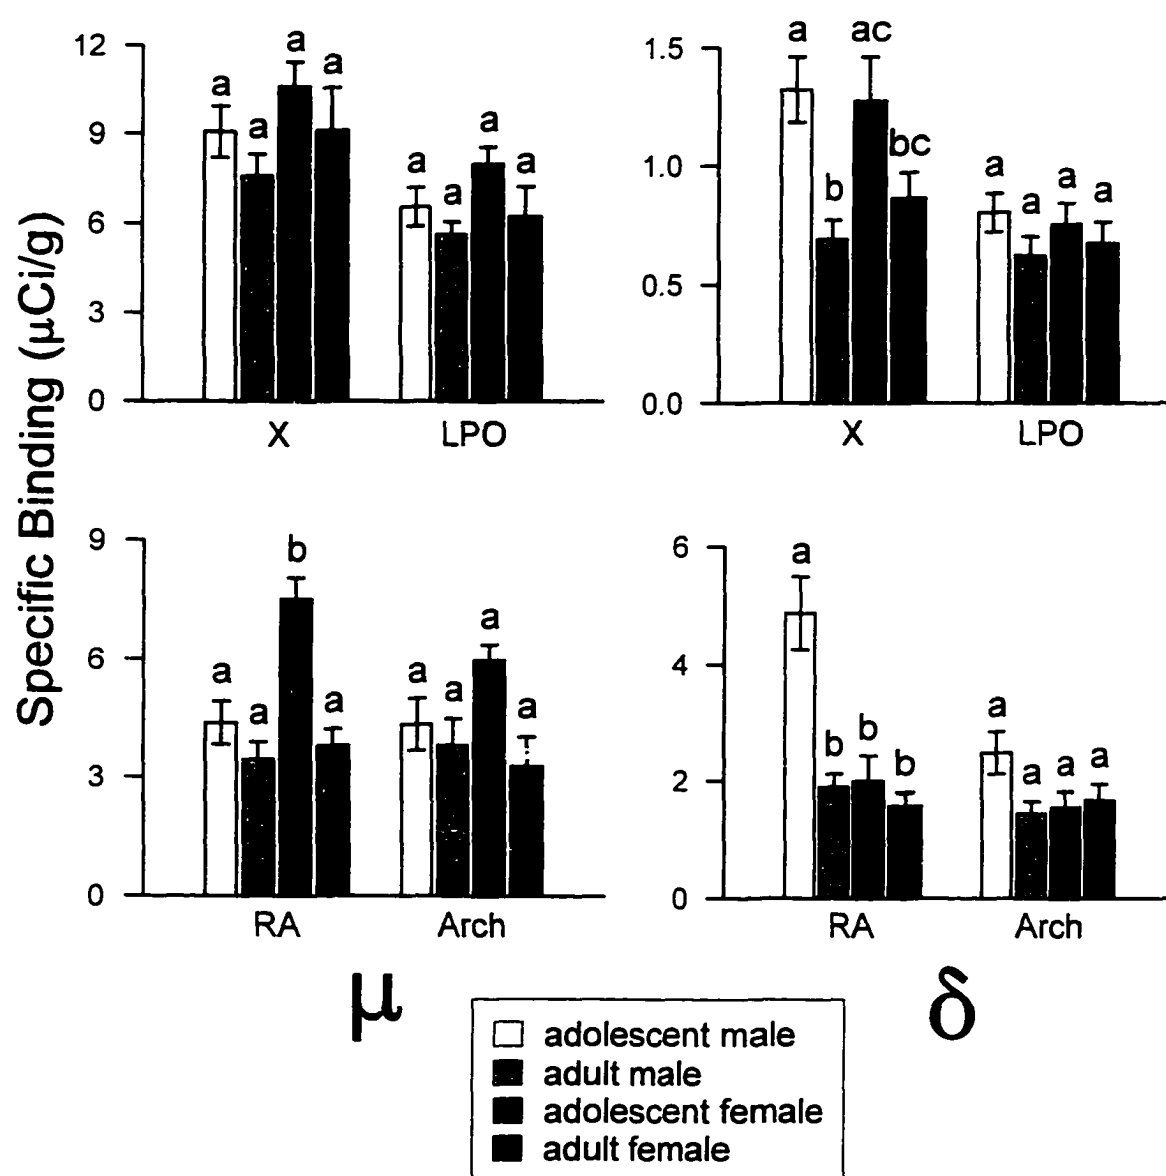 Specific Binding (µCi/g)
12
9
6
3
0
a a a a
a a a a
X LPO
1.5
1.0
0.5
0.0
a b ac bc
a a a a
X LPO
9
6
3
0
a a b a
a a a a
RA Arch
6
4
2
0
a b b b
a a a a
RA Arch
µ δ
adolescent male
adult male
adolescent female
adult female